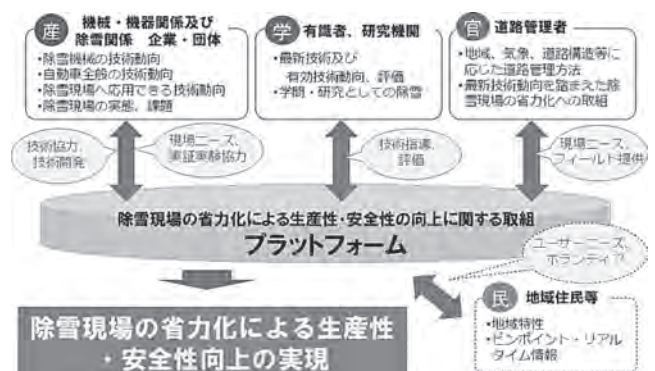 産 機械・機器関係及び
除雪関係 企業・団体
・除雪機械の技術動向
・自動車全般の技術動向
・除雪現場へ応用できる技術動向
・除雪現場の実態、課題
学 有識者、研究機関
・最新技術及び
有効技術動向、評価
・学問・研究としての除雪
官 道路管理者
・地域、気象、道路構造等に
応じた道路管理方法
・最新技術動向を踏まえた除
雪現場の省力化への取組
技術協力、
技術開発
現場ニーズ、
実証実験協力
技術指導、
評価
現場ニーズ、
フィールド提供
除雪現場の省力化による生産性・安全性の向上に関する取組
プラットフォーム
ユーザーニーズ、
ボランティア
民 地域住民等
・地域特性
・ピンポイント・リアル
タイム情報
除雪現場の省力化による生産性
・安全性向上の実現